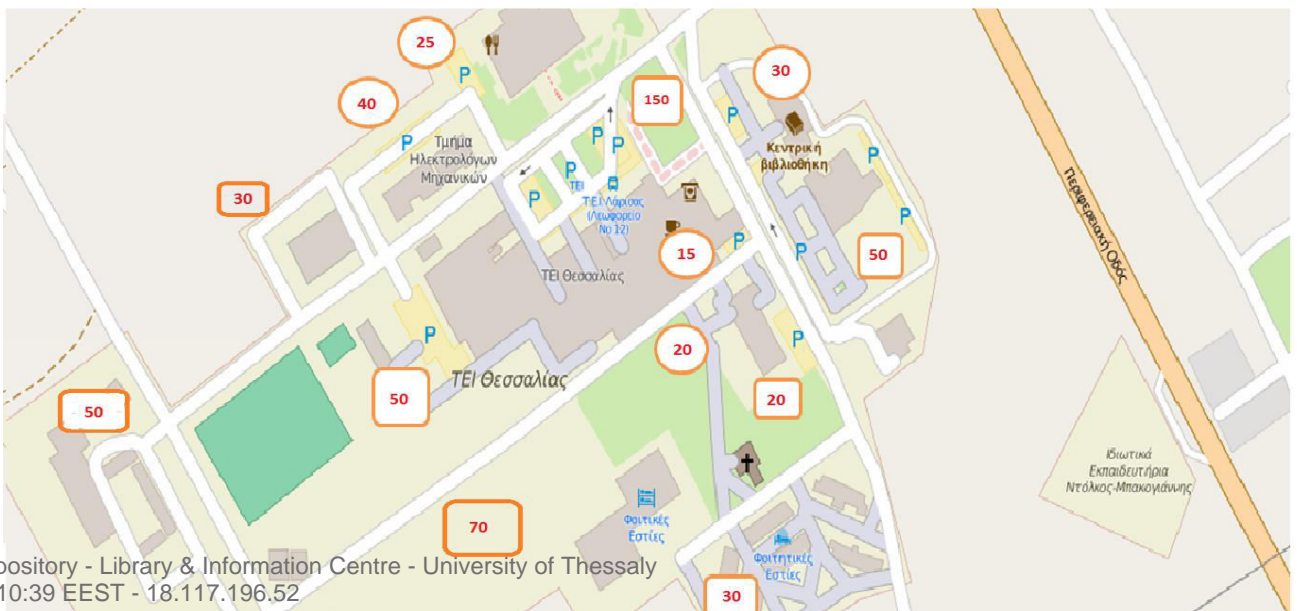 25
P
30
40
150
P
P
Τμήμα
Ηλεκτρολόγων
Μηχανικών
P
P
P
Κεντρική
βιβλιοθήκη
P
P
ΤΕΙ
30
P
Τ.Ε.Ι Λάρισας
(Λεωφορείο
Νο 12)
P
Περιφερειακή Οδός
P
P
15
50
ΤΕΙ Θεσσαλίας
P
P
20
ΤΕΙ Θεσσαλίας
50
50
20
Ιδιωτικά
Εκπαιδευτήρια
Ντόλκος-Μπακογιάννης
70
Φοιτικές
Εστίες
Φοιτητικές
Εστίες
ository - Library & Information Centre - University of Thessaly
10:39 EEST - 18.117.196.52
30